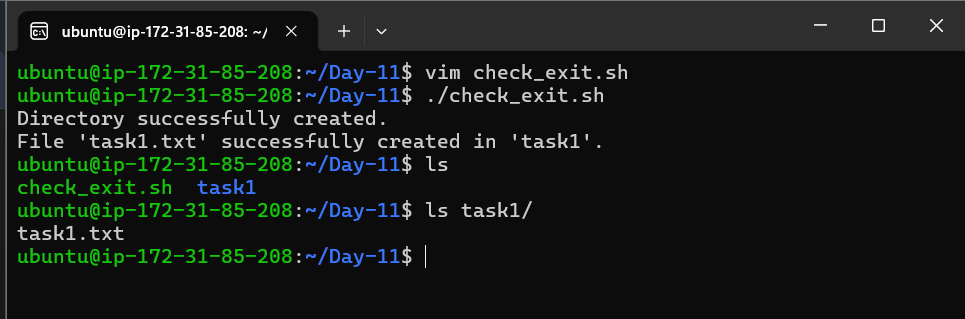 ubuntu@ip-172-31-85-208: ~/
ubuntu@ip-172-31-85-208:~/Day-11$ vim check_exit.sh
ubuntu@ip-172-31-85-208:~/Day-11$ ./check_exit.sh
Directory successfully created.
File 'task1.txt' successfully created in 'task1'.
ubuntu@ip-172-31-85-208:~/Day-11$ ls
check_exit.sh  task1
ubuntu@ip-172-31-85-208:~/Day-11$ ls task1/
task1.txt
ubuntu@ip-172-31-85-208:~/Day-11$